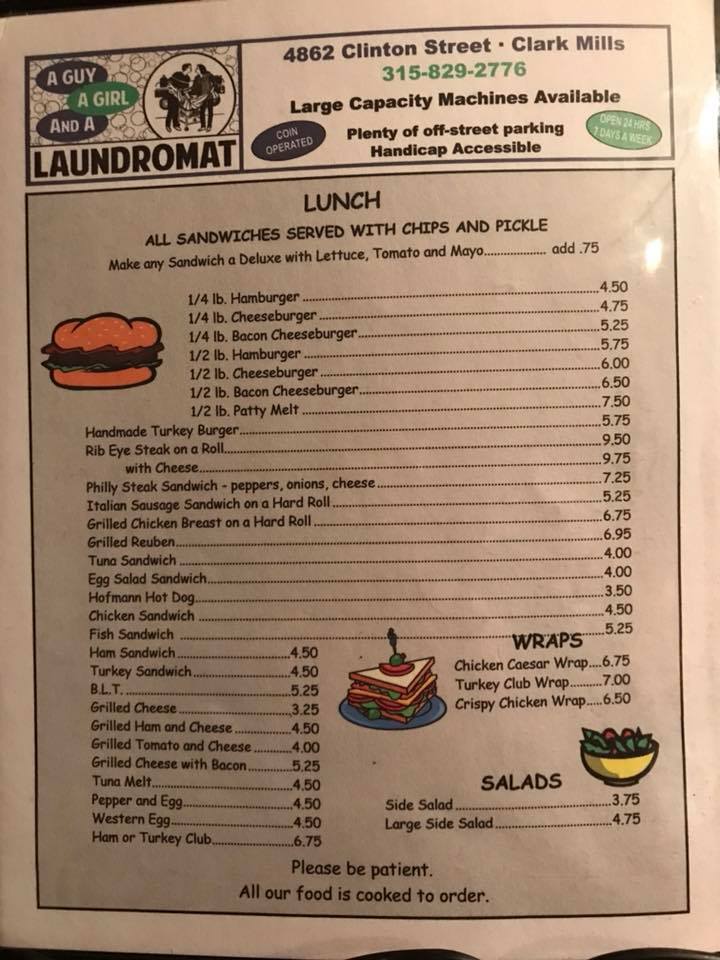 A GUY
A GIRL
AND A
LAUNDROMAT
4862 Clinton Street • Clark Mills
315-829-2776
Large Capacity Machines Available
COIN OPERATED
Plenty of off-street parking
Handicap Accessible
OPEN 24 HRS
7 DAYS A WEEK
LUNCH
ALL SANDWICHES SERVED WITH CHIPS AND PICKLE
Make any Sandwich a Deluxe with Lettuce, Tomato and Mayo.................. add .75
1/4 lb. Hamburger ..........4.50
1/4 lb. Cheeseburger ..........4.75
1/4 lb. Bacon Cheeseburger..........5.25
1/2 lb. Hamburger ..........5.75
1/2 lb. Cheeseburger ..........6.00
1/2 lb. Bacon Cheeseburger..........6.50
1/2 lb. Patty Melt ..........7.50
Handmade Turkey Burger..........5.75
Rib Eye Steak on a Roll..........9.50
with Cheese..........9.75
Philly Steak Sandwich - peppers, onions, cheese ..........7.25
Italian Sausage Sandwich on a Hard Roll ..........5.25
Grilled Chicken Breast on a Hard Roll ..........6.75
Grilled Reuben..........6.95
Tuna Sandwich ..........4.00
Egg Salad Sandwich..........4.00
Hofmann Hot Dog..........3.50
Chicken Sandwich ..........4.50
Fish Sandwich ..........5.25
Ham Sandwich..........4.50
Turkey Sandwich..........4.50
B.L.T. ..........5.25
Grilled Cheese ..........3.25
Grilled Ham and Cheese ..........4.50
Grilled Tomato and Cheese ..........4.00
Grilled Cheese with Bacon..........5.25
Tuna Melt..........4.50
Pepper and Egg..........4.50
Western Egg..........4.50
Ham or Turkey Club..........6.75
WRAPS
Chicken Caesar Wrap....6.75
Turkey Club Wrap..........7.00
Crispy Chicken Wrap.....6.50
SALADS
Side Salad ..........3.75
Large Side Salad ..........4.75
Please be patient.
All our food is cooked to order.